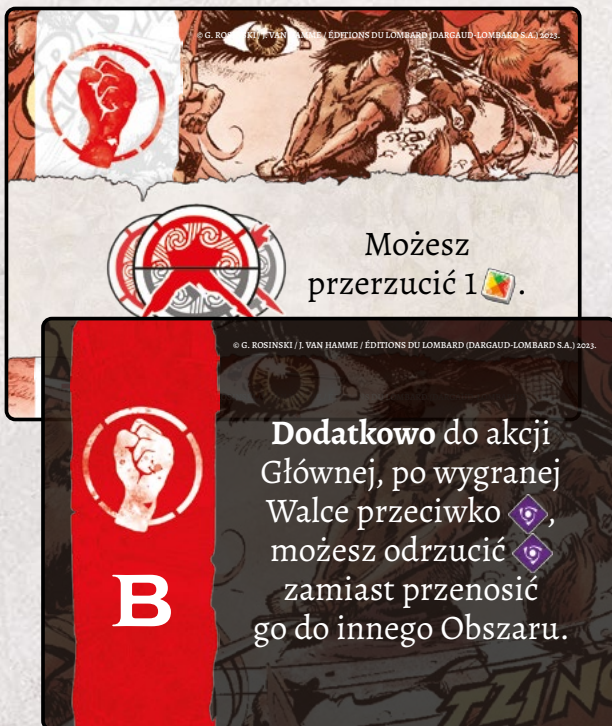 © G. ROSINSKI / J. VAN HAMME / ÉDITIONS DU LOMBARD (DARGAUD-LOMBARD S.A.) 2023.
Możesz
przerzucić 1.
© G. ROSINSKI / J. VAN HAMME / ÉDITIONS DU LOMBARD (DARGAUD-LOMBARD S.A.) 2023.
B
Dodatkowo do akcji
Głównej, po wygranej
Walce przeciwko ,
możesz odrzucić
zamiast przenosić
go do innego Obszaru.
TZING